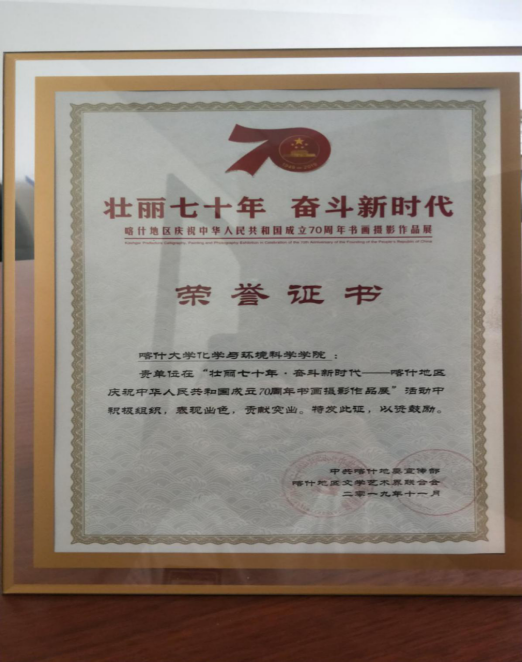 壮丽七十年 奋斗新时代
喀什地区庆祝中华人民共和国成立70周年书画摄影作品展
荣誉证书
喀什大学化学与环境科学学院：
贵单位在“壮丽七十年·奋斗新时代——喀什地区
庆祝中华人民共和国成立70周年书画摄影作品展”活动中
积极组织，表现出色，贡献突出。特发此证，以资鼓励。
中共喀什地委宣传部
喀什地区文学艺术界联合会
二〇一九年十一月